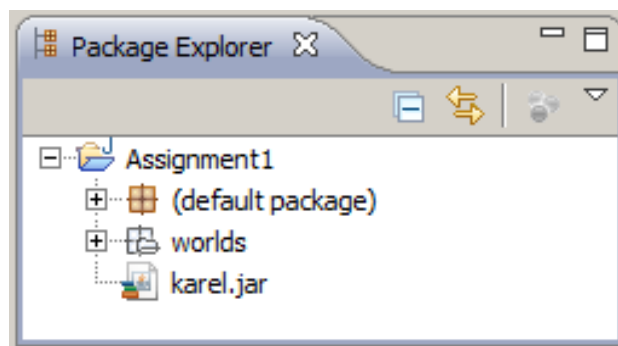 Package Explorer
Assignment1
(default package)
worlds
karel.jar